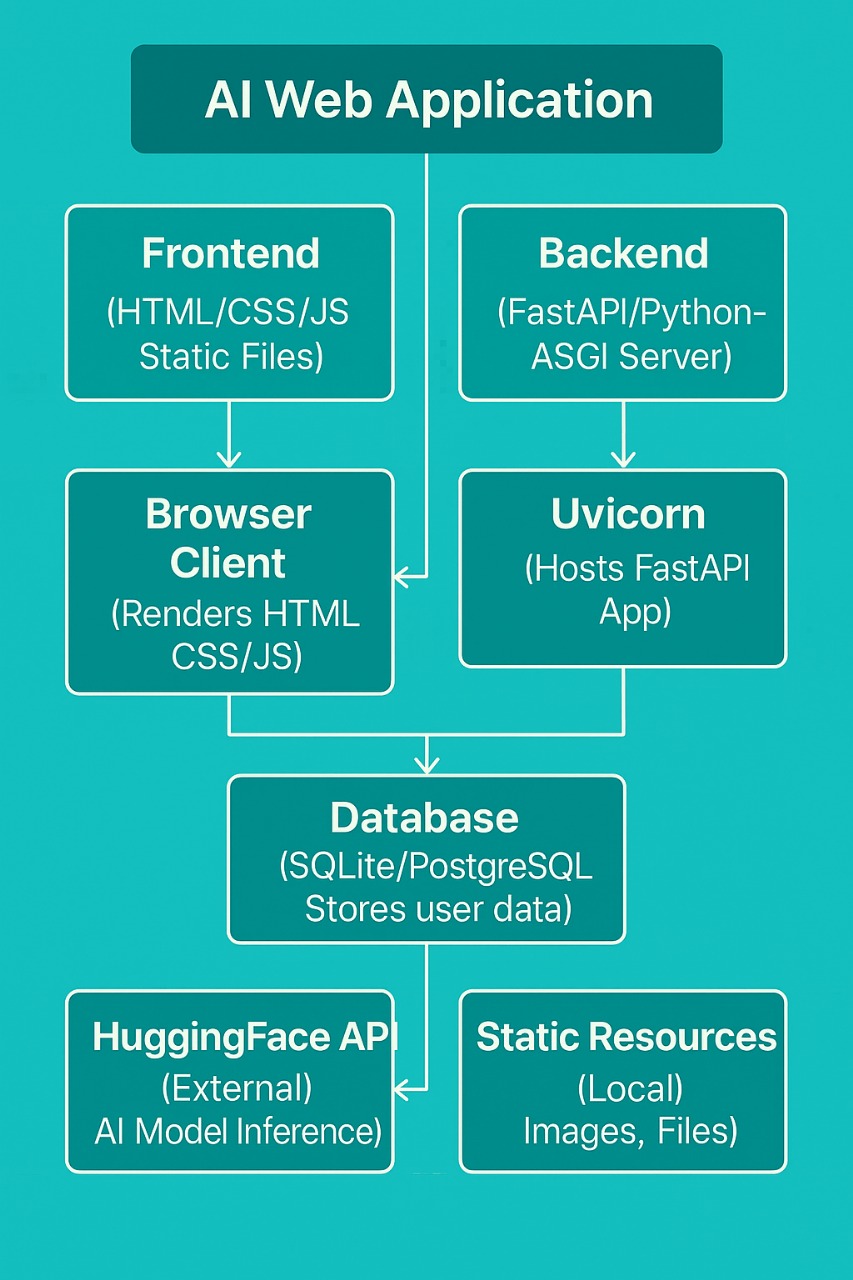 AI Web Application
Frontend
(HTML/CSS/JS
Static Files)
Backend
(FastAPI/Python-
ASGI Server)
Browser
Client
(Renders HTML
CSS/JS)
Uvicorn
(Hosts FastAPI
App)
Database
(SQLite/PostgreSQL
Stores user data)
HuggingFace API
(External)
AI Model Inference)
Static Resources
(Local)
Images, Files)